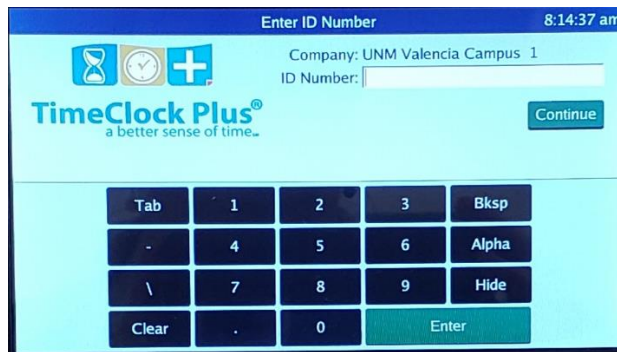 Enter ID Number 8:14:37 am
Company: UNM Valencia Campus 1
ID Number:
TimeClock Plus®
a better sense of time™
Continue
Tab 1 2 3 Bksp
- 4 5 6 Alpha
\ 7 8 9 Hide
Clear . 0 Enter